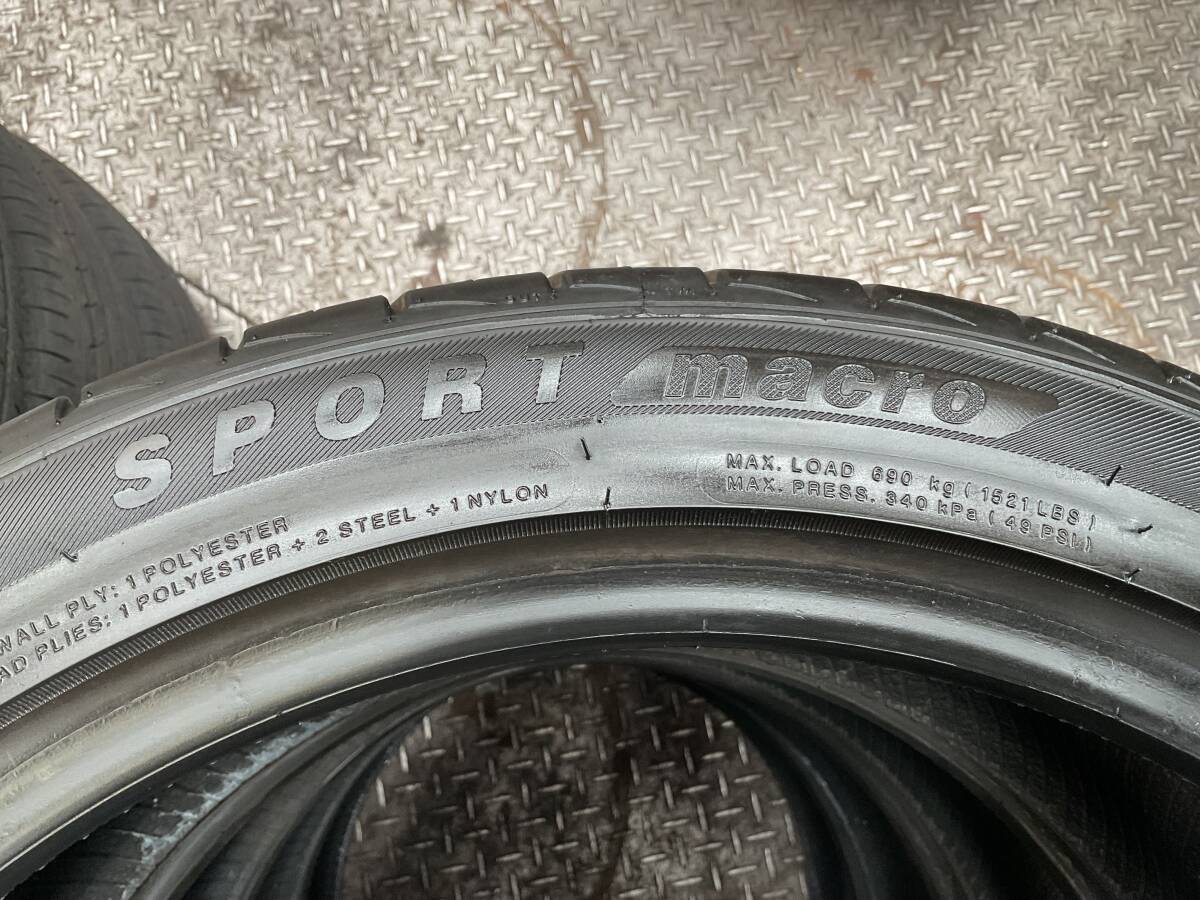 SPORT macro
MAX. LOAD 690 kg (1521 LBS)
MAX. PRESS. 340 kPa (49 PSI)
WALL PLY: 1 POLYESTER
AD PLIES: 1 POLYESTER + 2 STEEL + 1 NYLON